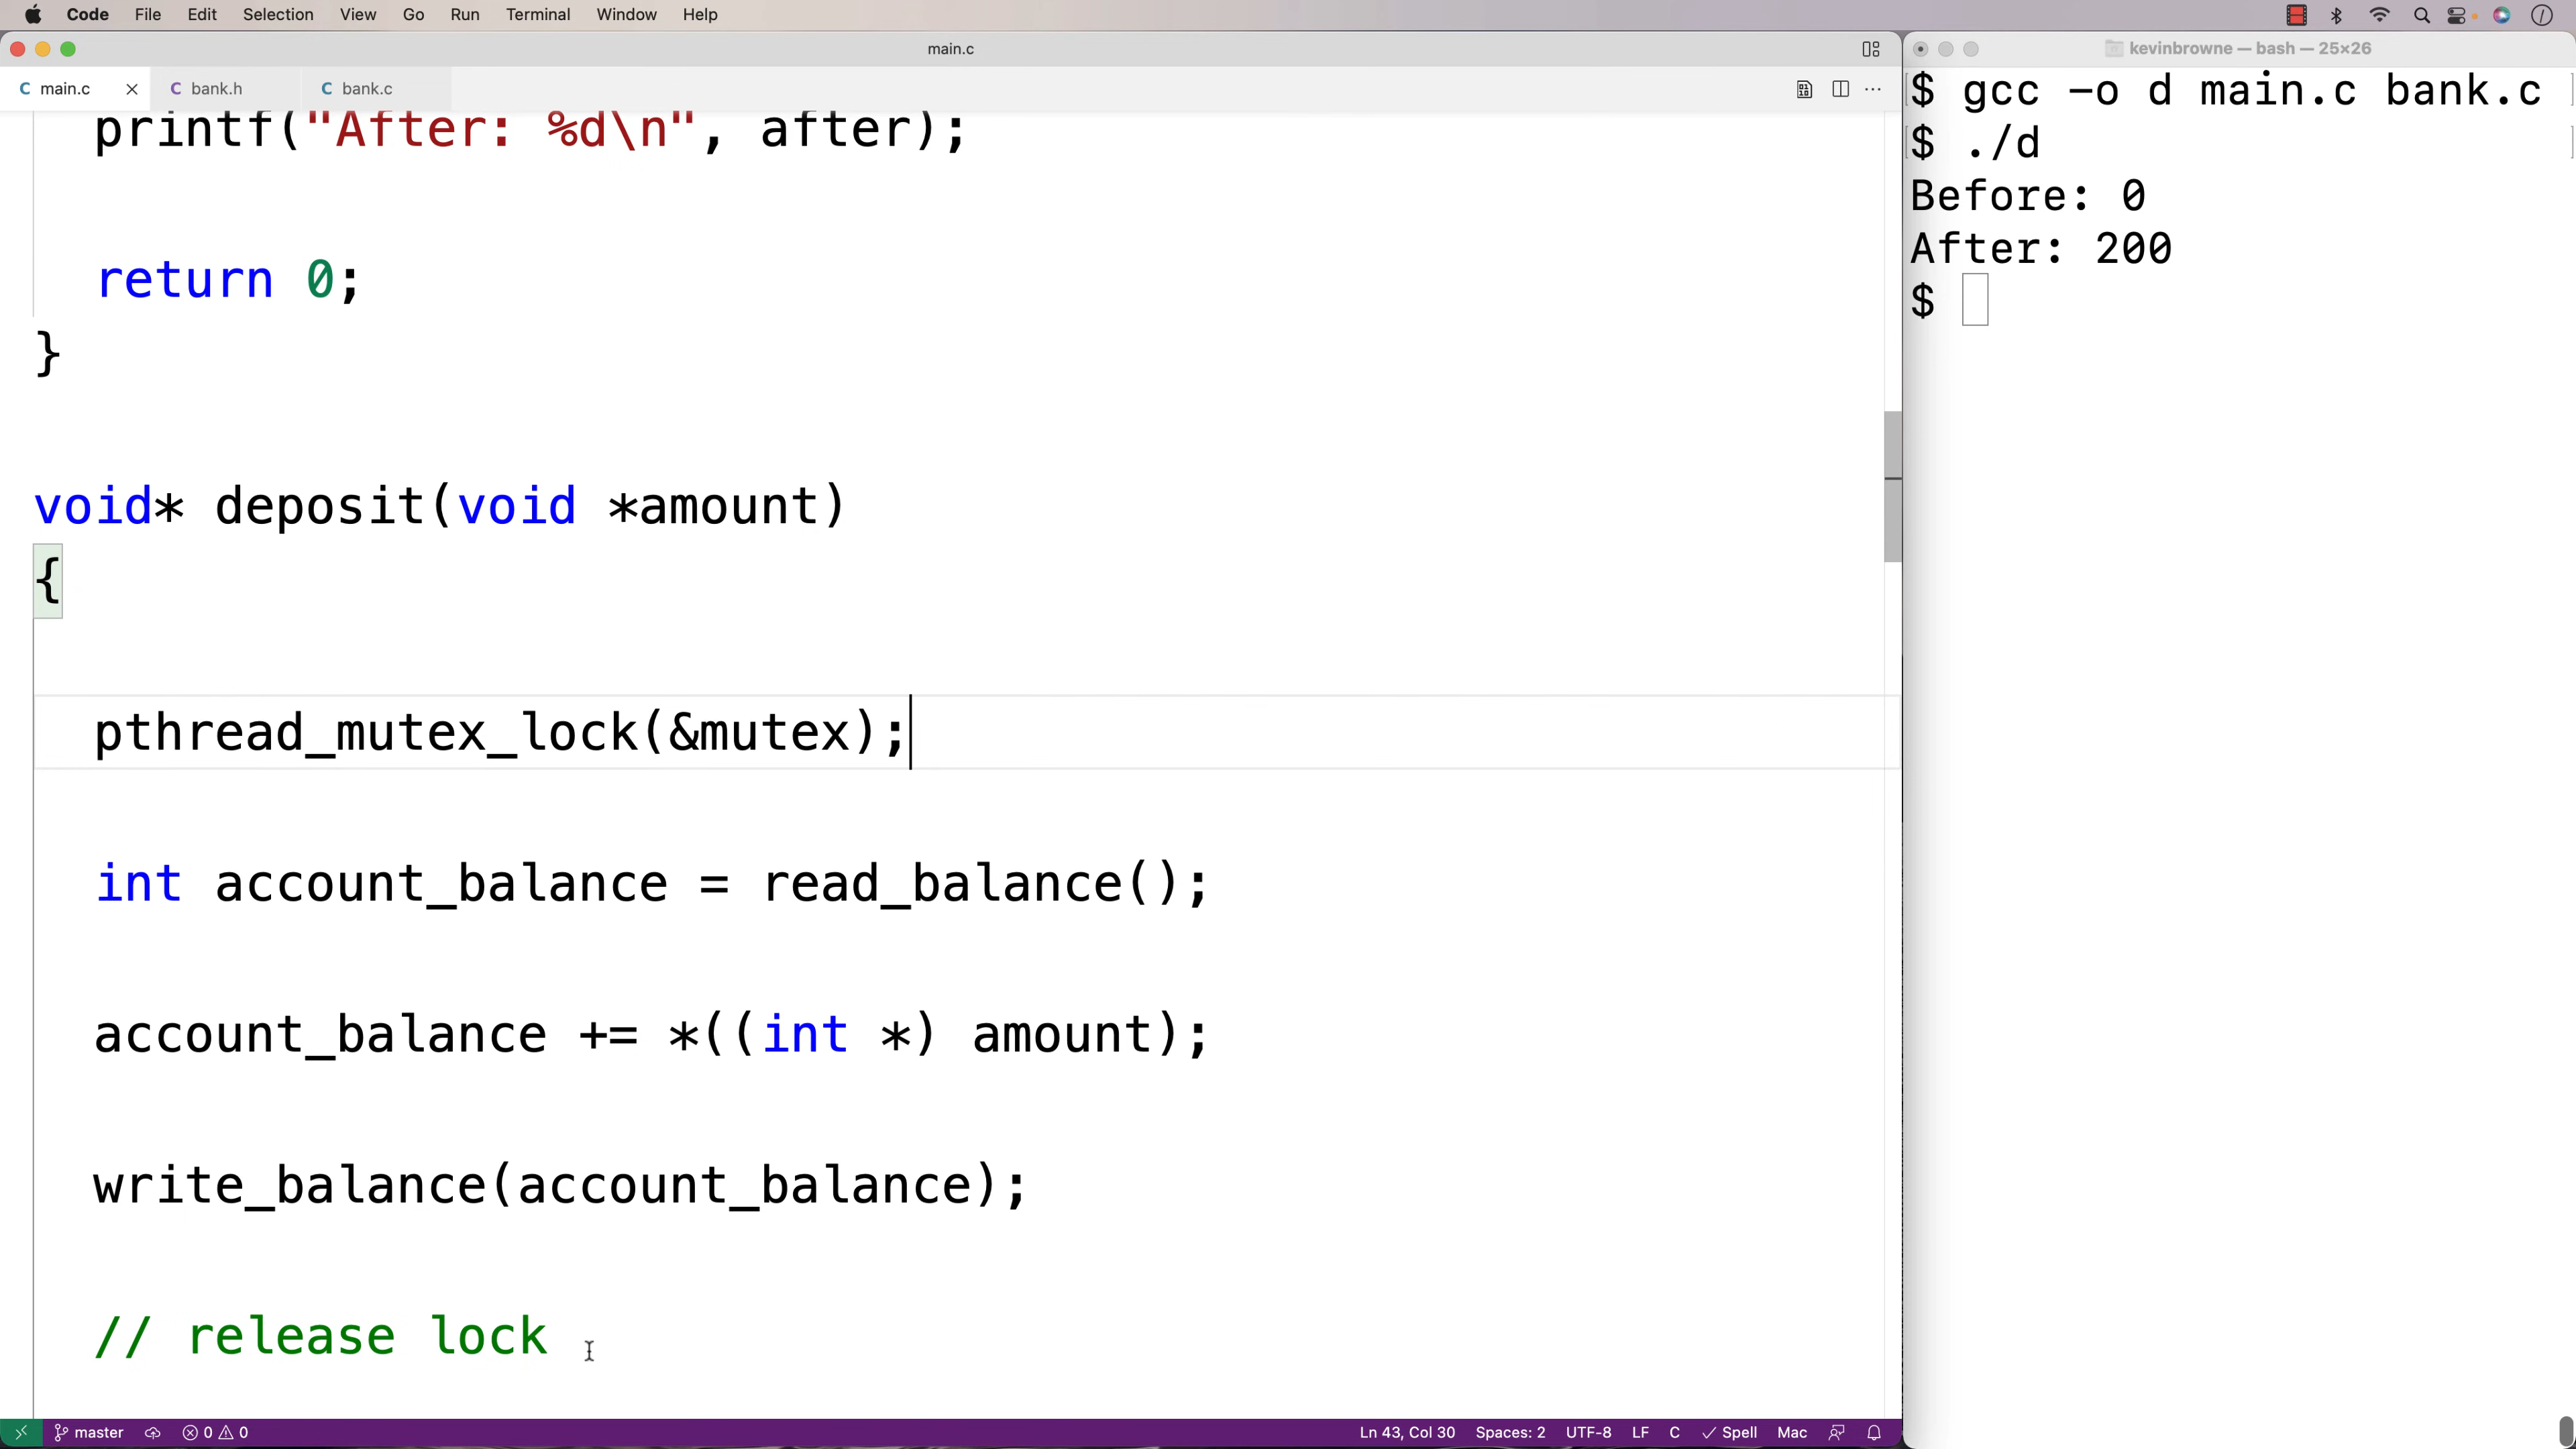 Code File Edit Selection View Go Run Terminal Window Help
main.c
C main.c C bank.h C bank.c
printf("After: %d\n", after);
return 0;
}
void* deposit(void *amount)
{
pthread_mutex_lock(&mutex);
int account_balance = read_balance();
account_balance += *((int *) amount);
write_balance(account_balance);
// release lock
master 0 0 Ln 43, Col 30 Spaces: 2 UTF-8 LF C Spell Mac
kevinbrowne — bash — 25×26
$ gcc -o d main.c bank.c
$ ./d
Before: 0
After: 200
$